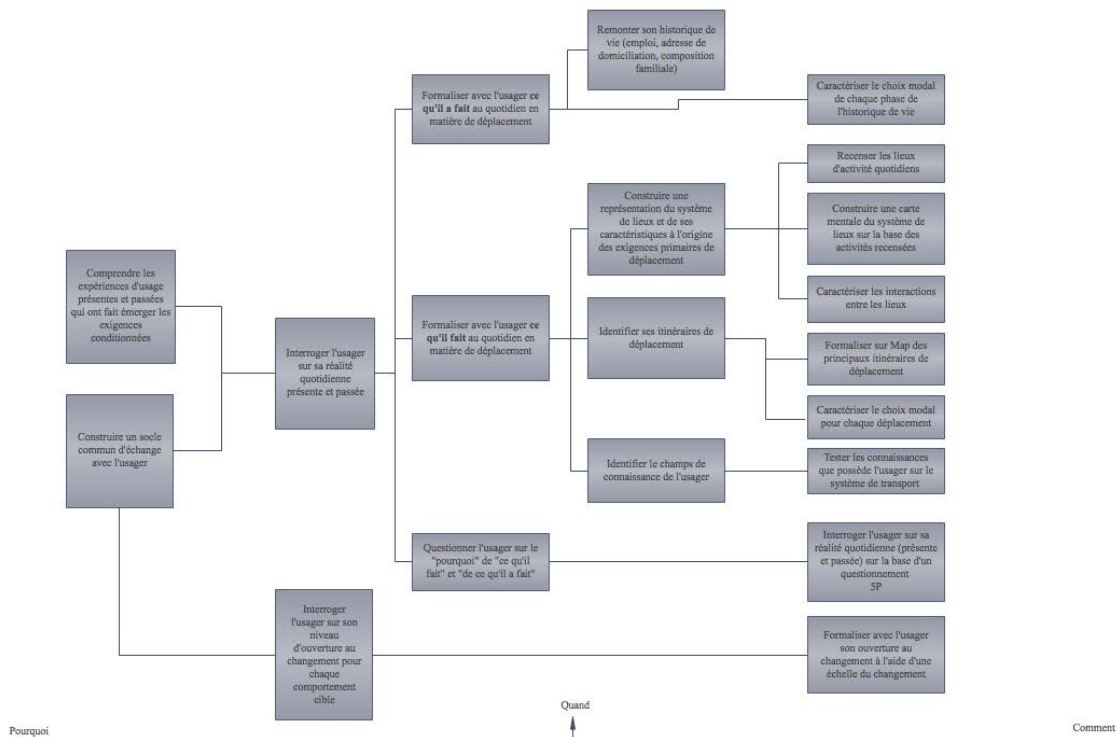 Remonter son historique de
vie (emploi, adresse de
domiciliation, composition
familiale)
Formaliser avec l'usager ce
qu'il a fait au quotidien en
matière de déplacement
Caractériser le choix modal
de chaque phase de
l'historique de vie
Recenser les lieux
d'activité quotidiens
Construire une
représentation du système
de lieux et de ses
caractéristiques à l'origine
des exigences primaires de
déplacement
Construire une carte
mentale du système de
lieux sur la base des
activités recensées
Caractériser les interactions
entre les lieux
Comprendre les
expériences d'usage
présentes et passées
qui ont fait émerger les
exigences
conditionnées
Interroger l'usager
sur sa réalité
quotidienne
présente et passée
Formaliser avec l'usager ce
qu'il fait au quotidien en
matière de déplacement
Identifier ses itinéraires de
déplacement
Formaliser sur Map des
principaux itinéraires de
déplacement
Caractériser le choix modal
pour chaque déplacement
Construire un socle
commun d'échange
avec l'usager
Identifier le champs de
connaissance de l'usager
Tester les connaissances
que possède l'usager sur le
système de transport
Questionner l'usager sur le
"pourquoi" de "ce qu'il
fait" et "de ce qu'il a fait"
Interroger l'usager sur sa
réalité quotidienne (présente
et passée) sur la base d'un
questionnement
5P
Interroger
l'usager sur son
niveau
d'ouverture au
changement pour
chaque
comportement
cible
Formaliser avec l'usager
son ouverture au
changement à l'aide d'une
échelle du changement
Quand
Pourquoi
Comment